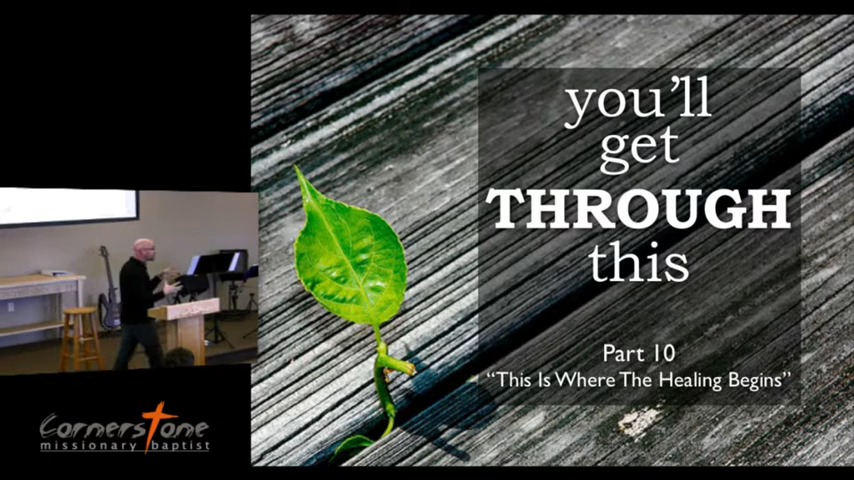 you'll
get
THROUGH
this
Part 10
“This Is Where The Healing Begins”
Cornerstone
missionary baptist